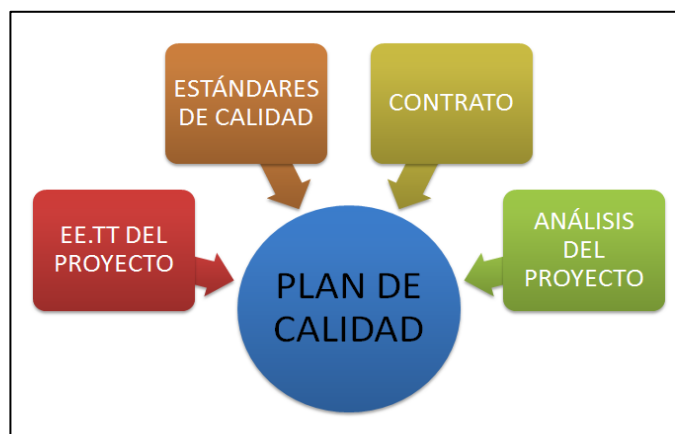 ESTÁNDARES
DE CALIDAD
CONTRATO
EE.TT DEL
PROYECTO
ANÁLISIS
DEL
PROYECTO
PLAN DE
CALIDAD